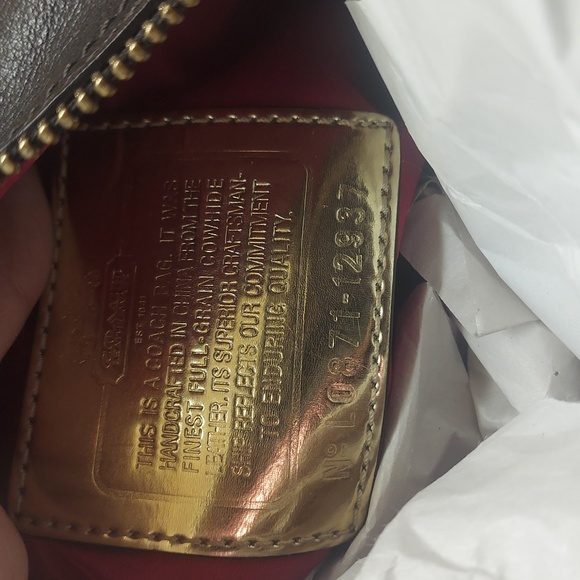 COACH
EST. 1941
THIS IS A COACH BAG. IT WAS
HANDCRAFTED IN CHINA FROM THE
FINEST FULL-GRAIN COWHIDE
LEATHER. ITS SUPERIOR CRAFTSMAN-
SHIP REFLECTS OUR COMMITMENT
TO ENDURING QUALITY.
Nº L0871-12937